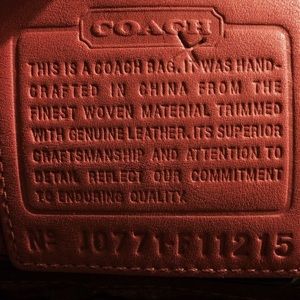 COACH
THIS IS A COACH BAG. IT WAS HAND-
CRAFTED IN CHINA FROM THE
FINEST WOVEN MATERIAL TRIMMED
WITH GENUINE LEATHER. ITS SUPERIOR
CRAFTSMANSHIP AND ATTENTION TO
DETAIL REFLECT OUR COMMITMENT
TO ENDURING QUALITY.
Nº J0771-F11215